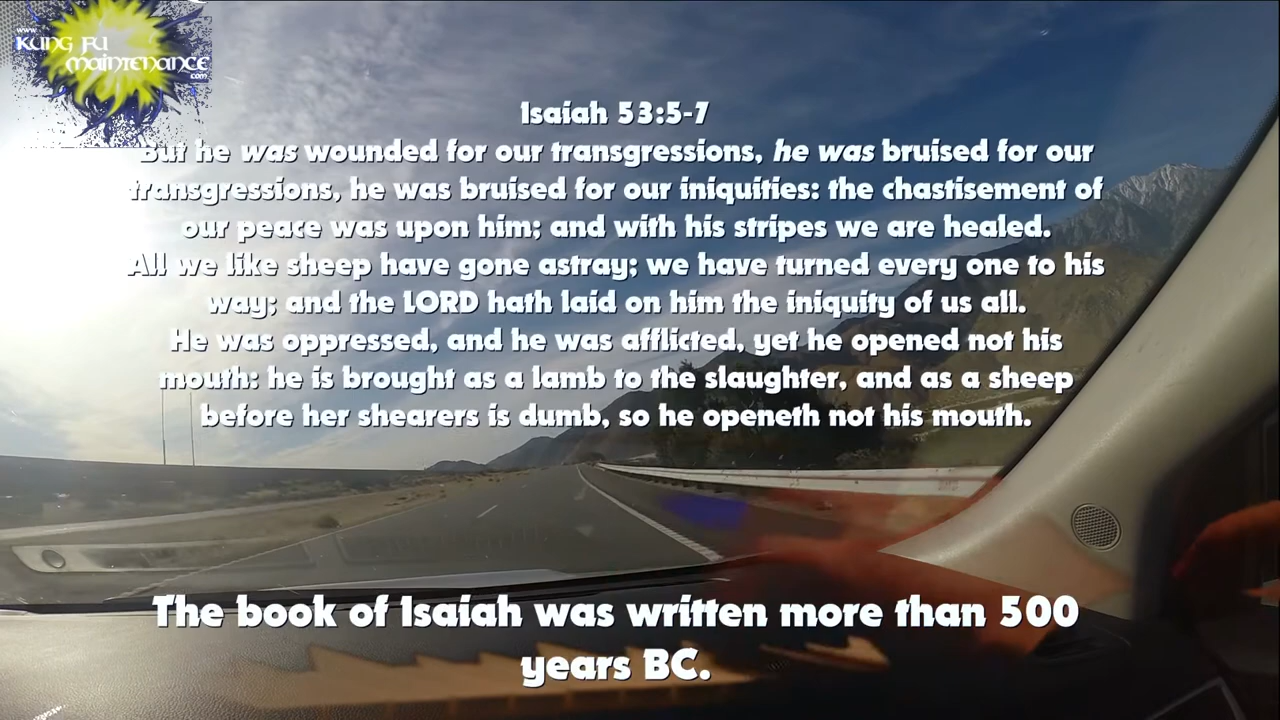 www.
KUNG FU
MAINTENANCE
.com
Isaiah 53:5-7
But he was wounded for our transgressions, he was bruised for our
transgressions, he was bruised for our iniquities: the chastisement of
our peace was upon him; and with his stripes we are healed.
All we like sheep have gone astray; we have turned every one to his
way; and the LORD hath laid on him the iniquity of us all.
He was oppressed, and he was afflicted, yet he opened not his
mouth: he is brought as a lamb to the slaughter, and as a sheep
before her shearers is dumb, so he openeth not his mouth.
The book of Isaiah was written more than 500
years BC.